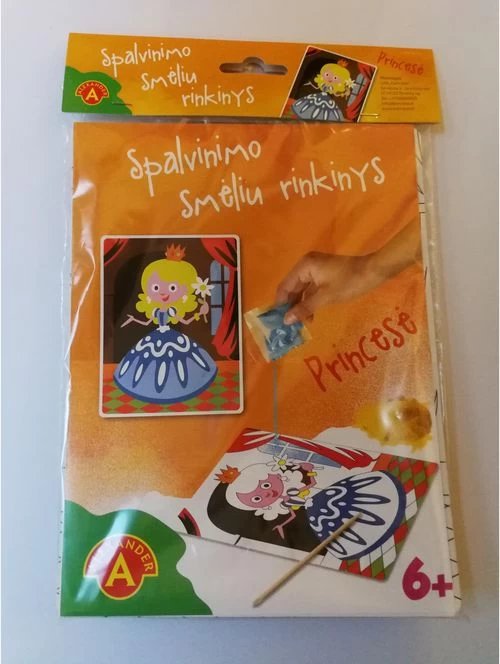 Spalvinimo
smėliu
rinkinys
ALEXANDER
A
Princesė
Spalvinimo
smėliu rinkinys
Princesė
A
6+